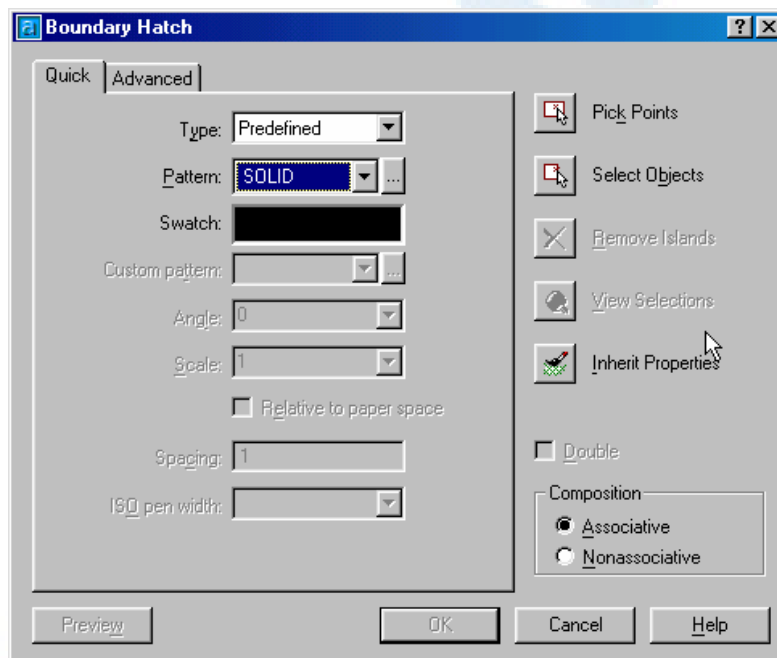 Boundary Hatch
Quick
Advanced
Type: Predefined
Pattern: SOLID ...
Swatch:
Custom pattern: ...
Angle: 0
Scale: 1
Relative to paper space
Spacing: 1
ISO pen width:
Pick Points
Select Objects
Remove Islands
View Selections
Inherit Properties
Double
Composition
Associative
Nonassociative
Preview
OK
Cancel
Help